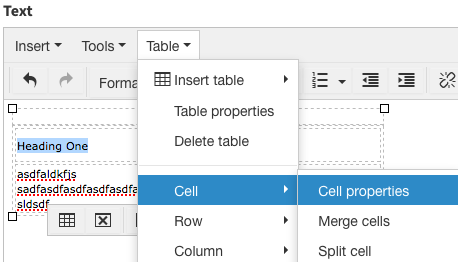 Text
Insert Tools Table
Forma
Insert table
Table properties
Delete table
Heading One
asdfaldkfjs
sadfasdfasdfasdfasdfa
sldsdf
Cell
Cell properties
Row
Merge cells
Column
Split cell